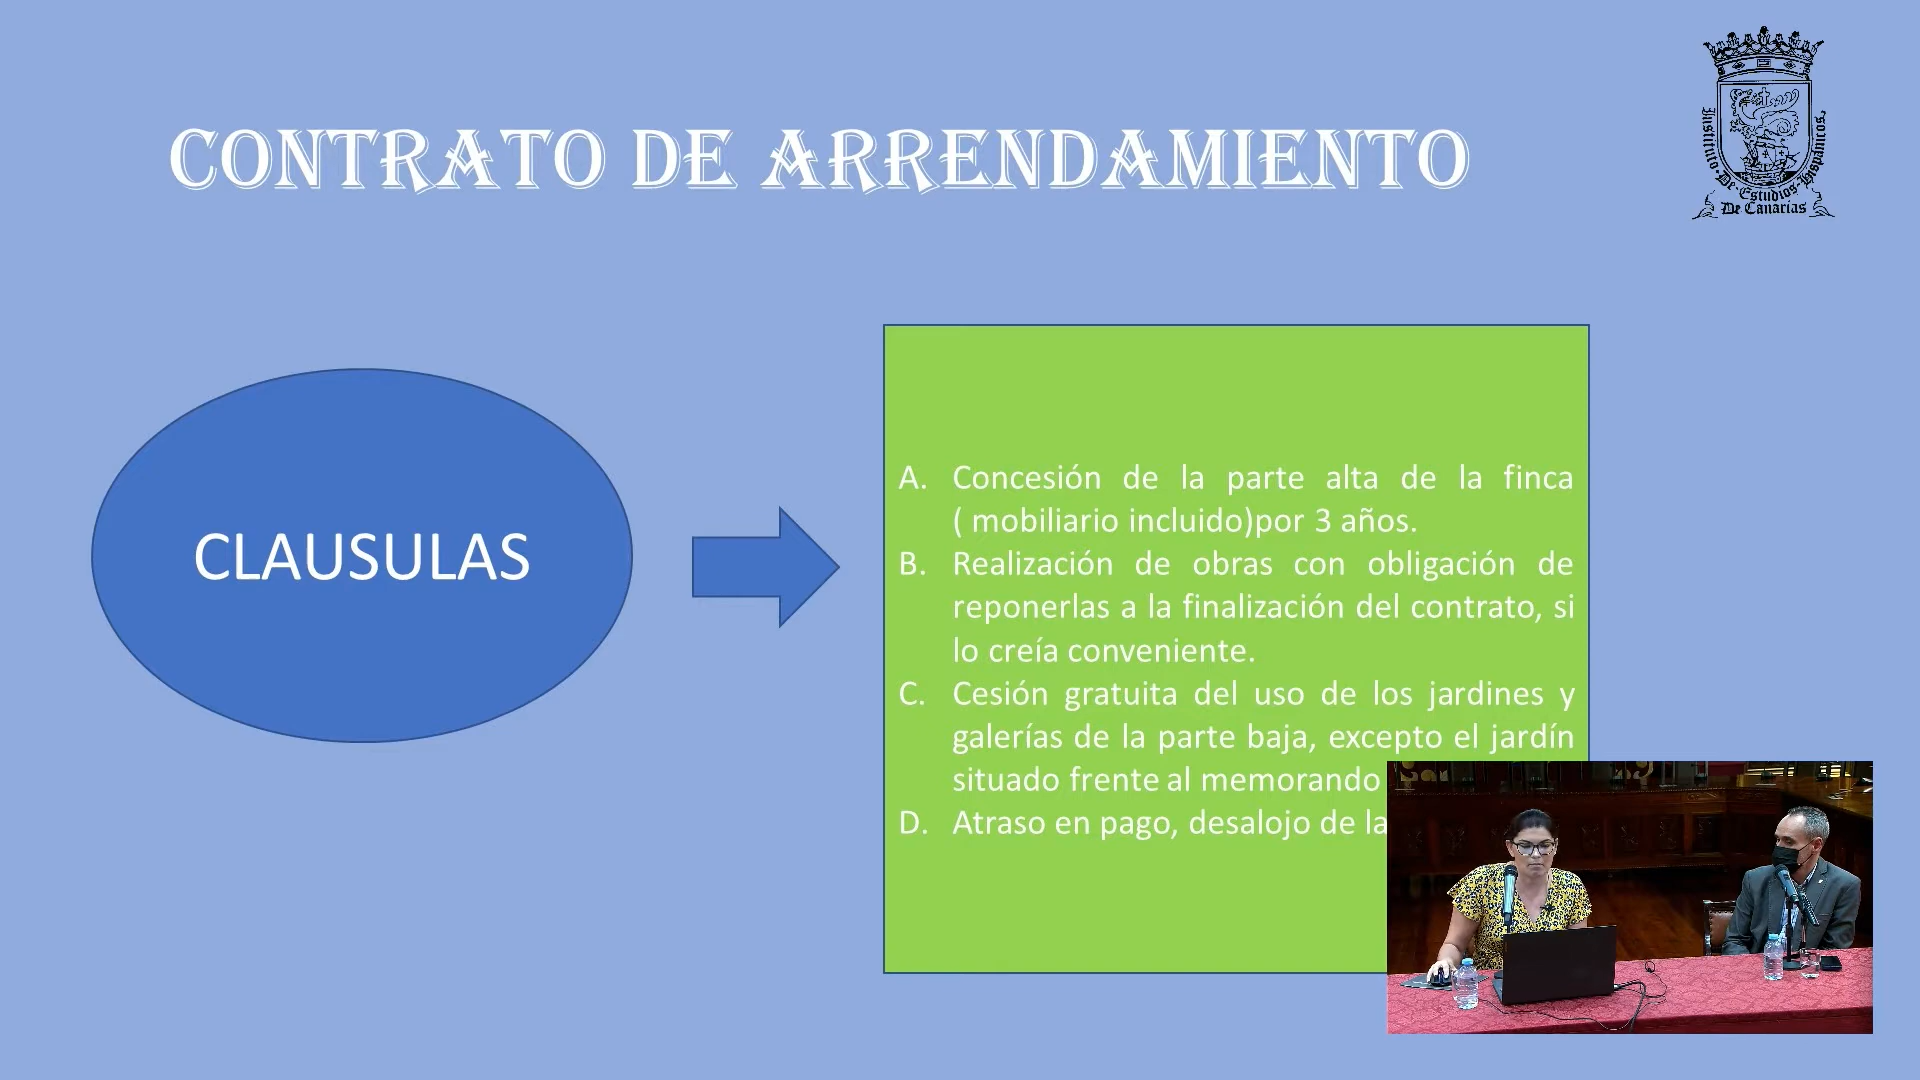 CONTRATO DE ARRENDAMIENTO
Instituto · De · Estudios · Hispánicos
De Canarias
CLAUSULAS
A. Concesión de la parte alta de la finca
( mobiliario incluido)por 3 años.
B. Realización de obras con obligación de
reponerlas a la finalización del contrato, si
lo creía conveniente.
C. Cesión gratuita del uso de los jardines y
galerías de la parte baja, excepto el jardín
situado frente al memorando
D. Atraso en pago, desalojo de la